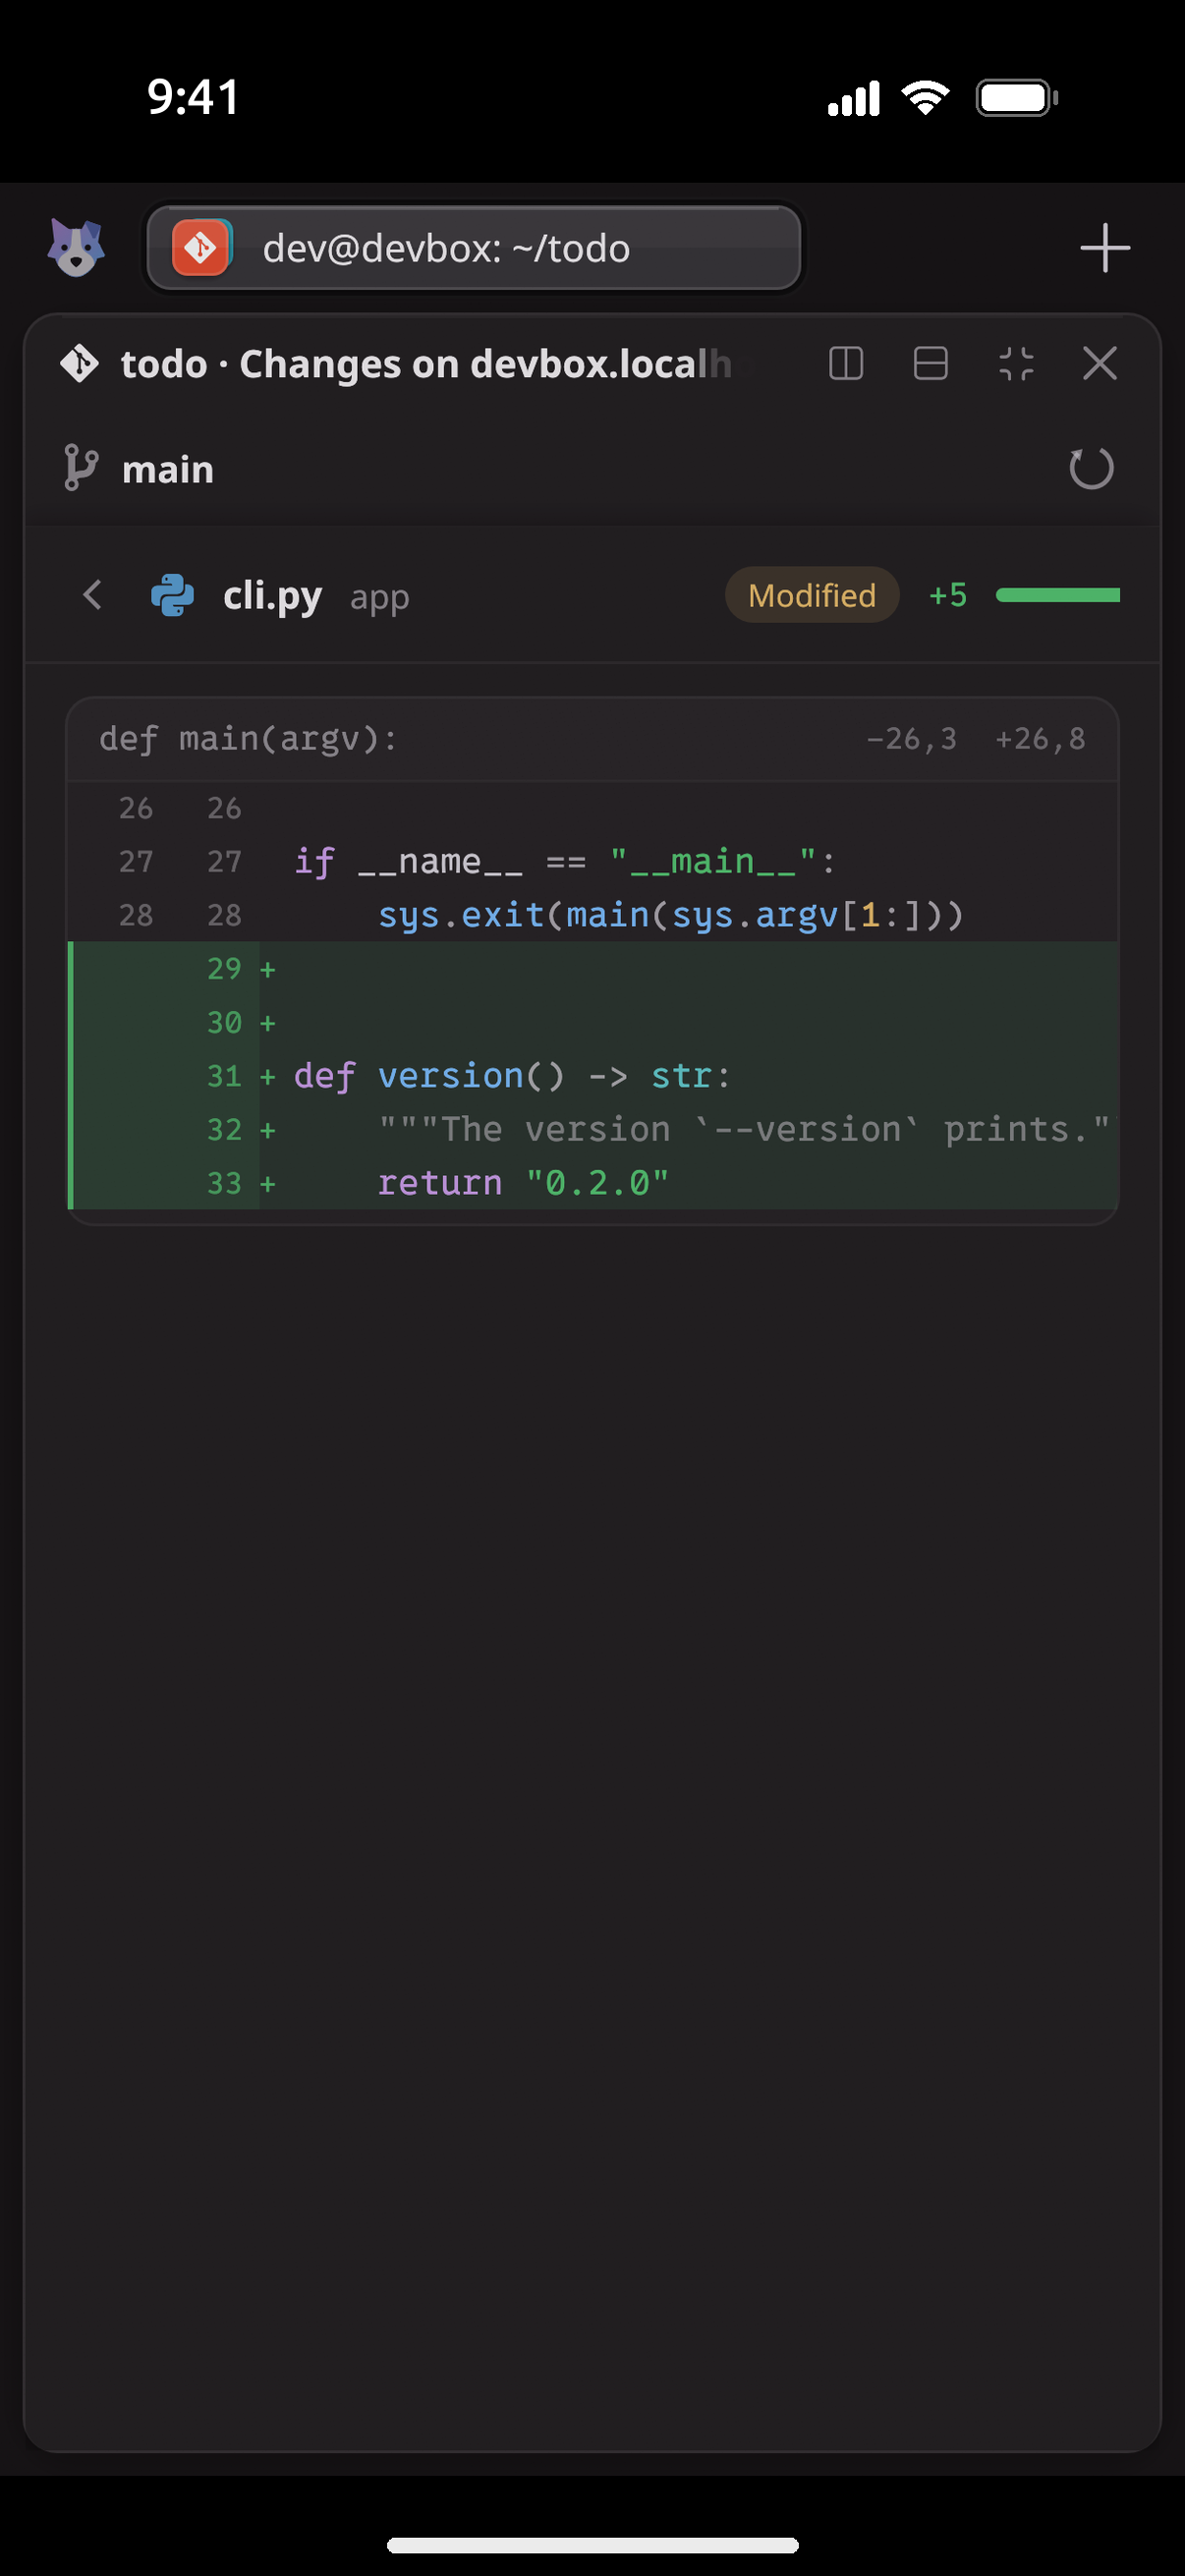 9:41
dev@devbox: ~/todo
todo · Changes on devbox.localh
main
cli.py app Modified +5
def main(argv): -26,3 +26,8
26 26
27 27 if __name__ == "__main__":
28 28     sys.exit(main(sys.argv[1:]))
29 +
30 +
31 + def version() -> str:
32 +     """The version `--version` prints."
33 +     return "0.2.0"